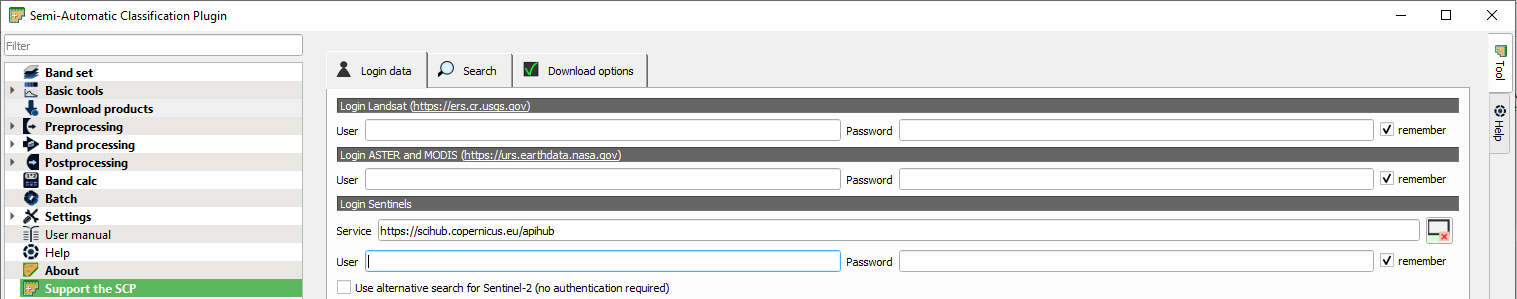 Semi-Automatic Classification Plugin
Filter
Band set
Basic tools
Download products
Preprocessing
Band processing
Postprocessing
Band calc
Batch
Settings
User manual
Help
About
Support the SCP
Login data Search Download options
Login Landsat (https://ers.cr.usgs.gov)
User Password remember
Login ASTER and MODIS (https://urs.earthdata.nasa.gov)
User Password remember
Login Sentinels
Service https://scihub.copernicus.eu/apihub
User Password remember
Use alternative search for Sentinel-2 (no authentication required)
Tool
Help